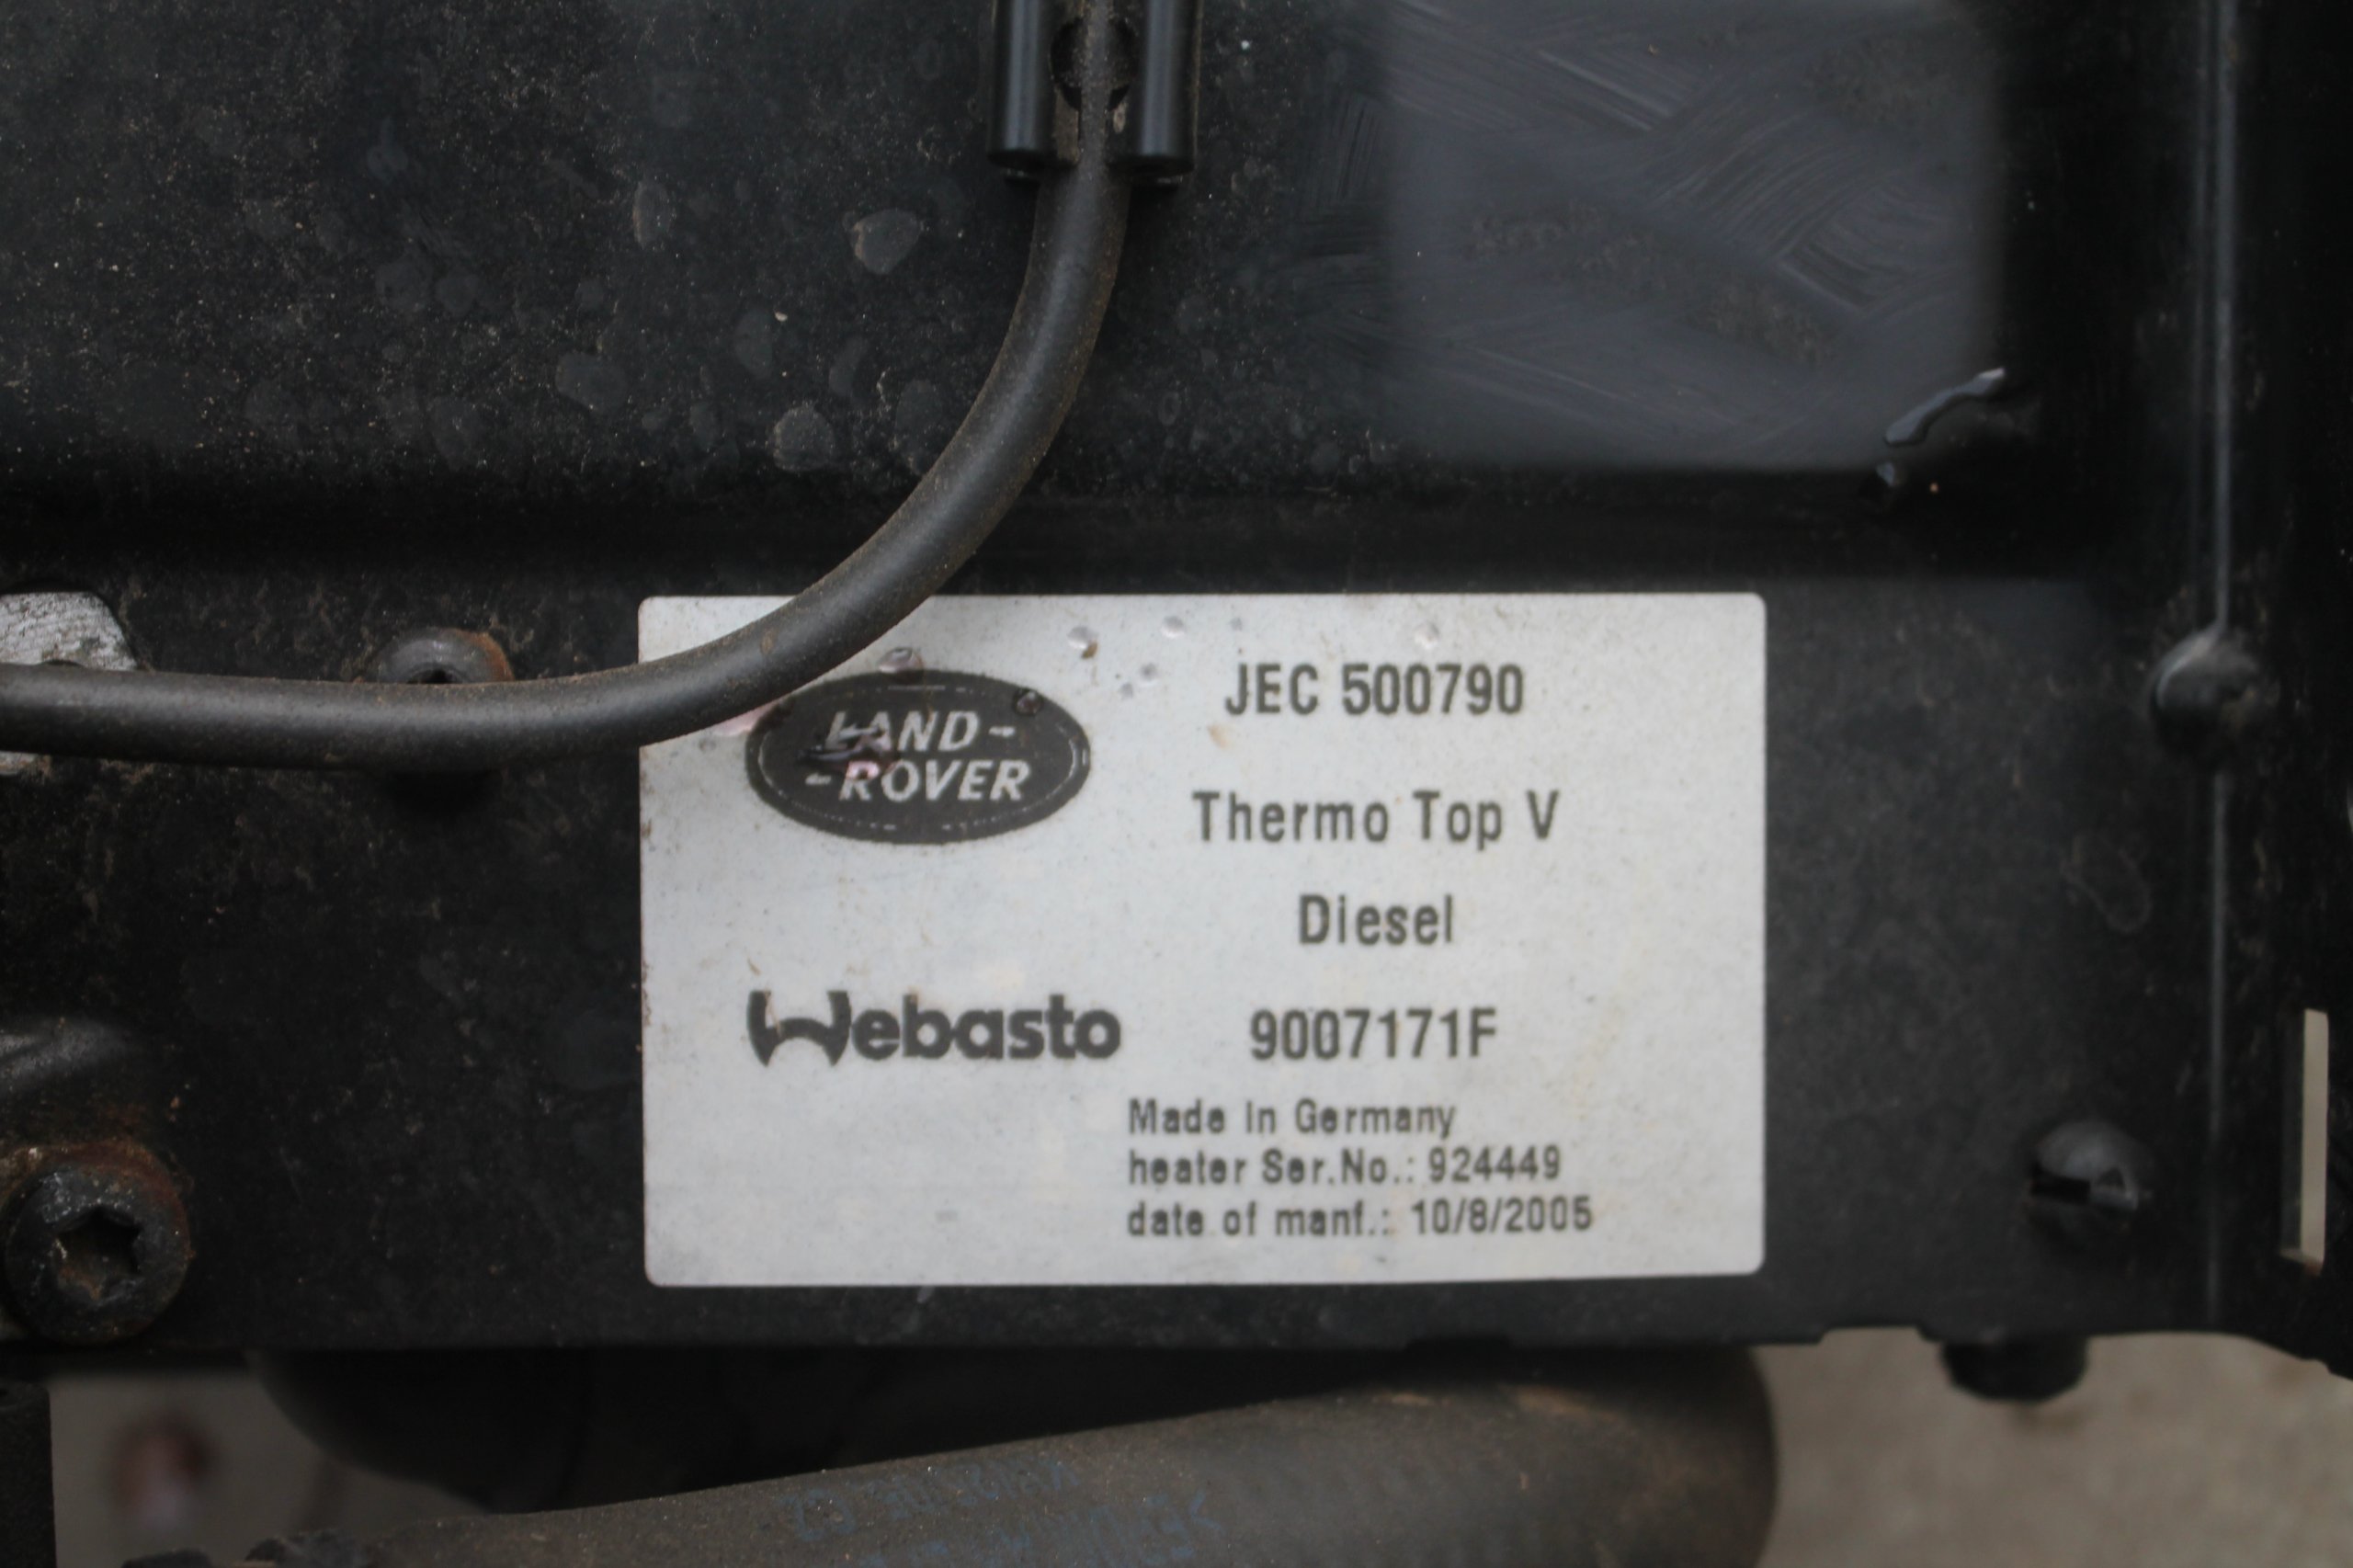 LAND-
-ROVER
JEC 500790
Thermo Top V
Diesel
Webasto 9007171F
Made In Germany
heater Ser.No.: 924449
date of manf.: 10/8/2005